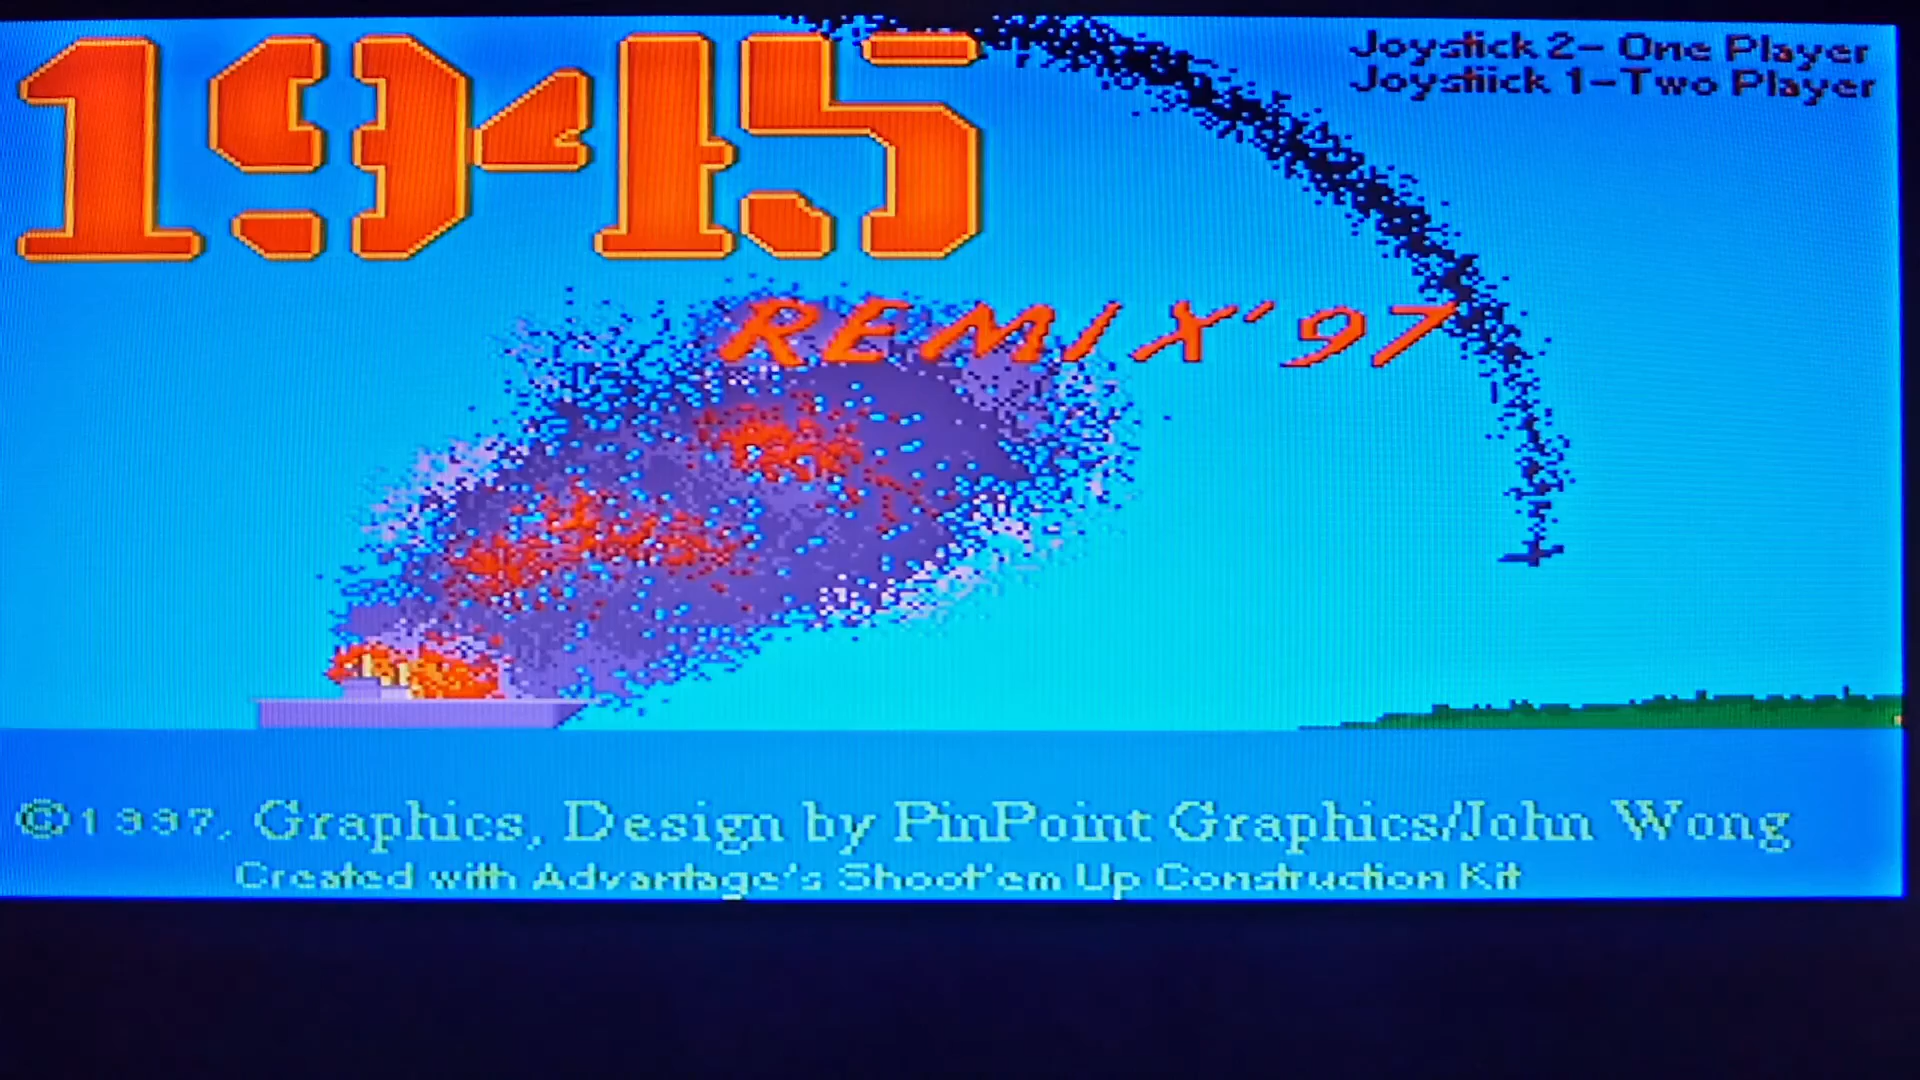 1945
Joystick 2- One Player
Joystiick 1-Two Player
REMIX'97
©1997, Graphics, Design by PinPoint Graphics/John Wong
Created with Advantage's Shoot'em Up Construction Kit